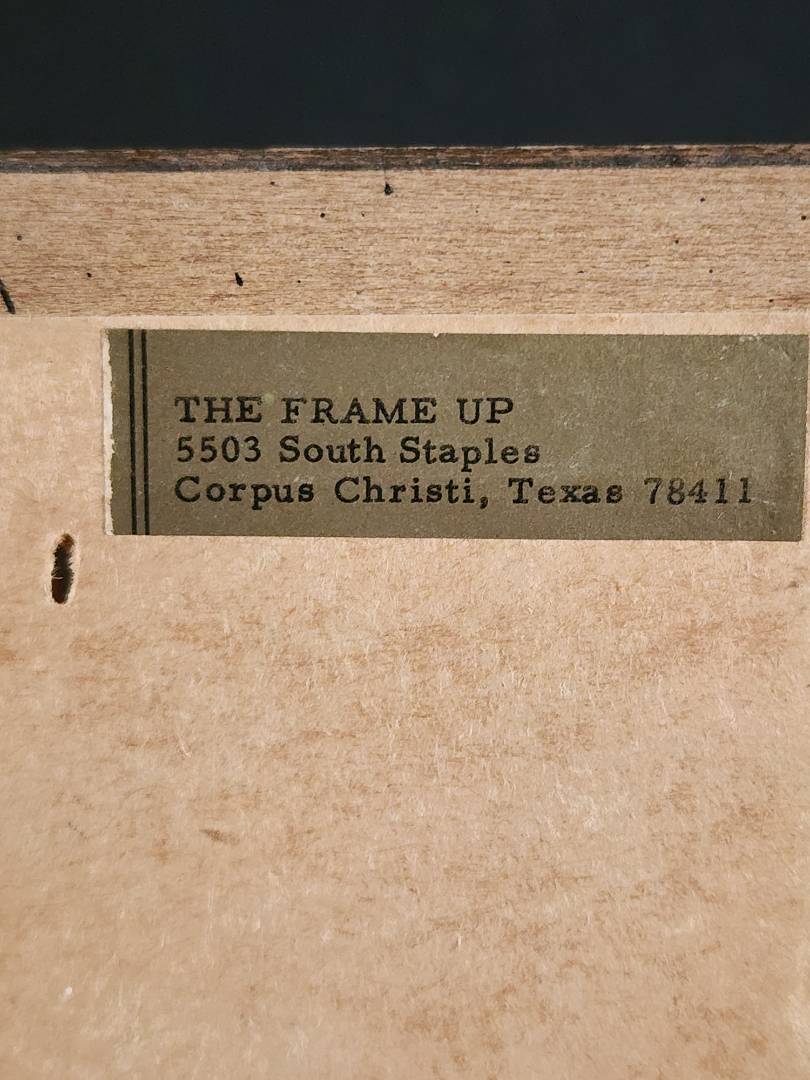 THE FRAME UP
5503 South Staples
Corpus Christi, Texas 78411